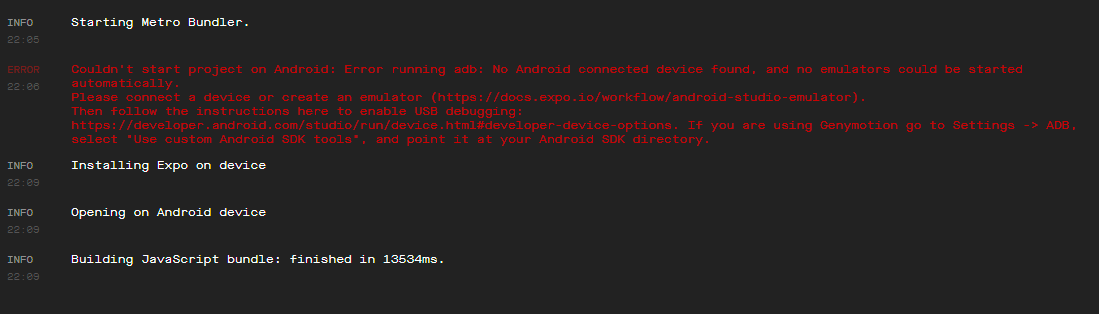 INFO Starting Metro Bundler.
22:05
ERROR Couldn't start project on Android: Error running adb: No Android connected device found, and no emulators could be started
22:06 automatically.
Please connect a device or create an emulator (https://docs.expo.io/workflow/android-studio-emulator).
Then follow the instructions here to enable USB debugging:
https://developer.android.com/studio/run/device.html#developer-device-options. If you are using Genymotion go to Settings -> ADB,
select "Use custom Android SDK tools", and point it at your Android SDK directory.
INFO Installing Expo on device
22:09
INFO Opening on Android device
22:09
INFO Building JavaScript bundle: finished in 13534ms.
22:09